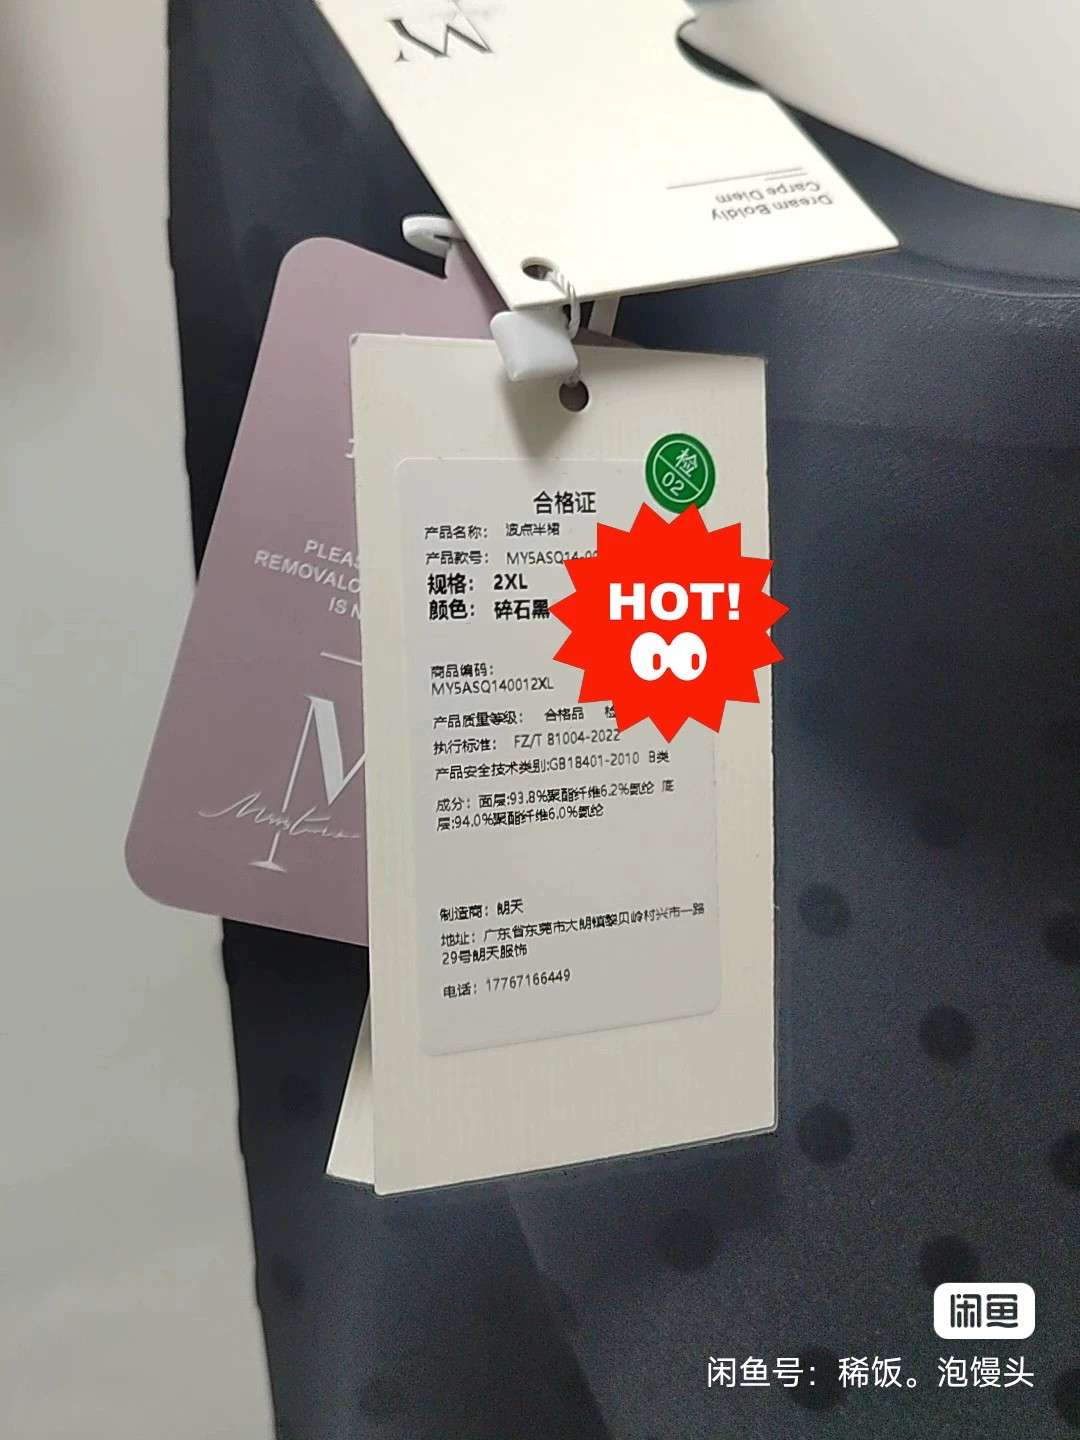 MY
Dream Boldly
Carpe Diem
PLEAS
REMOVALO
IS N
M
检
02
合格证
产品名称： 波点半裙
产品款号： MY5ASQ14-00
规格： 2XL
颜色： 碎石黑
HOT!
商品编码：
MY5ASQ140012XL
产品质量等级： 合格品 检
执行标准： FZ/T 81004-2022
产品安全技术类别:GB18401-2010 B类
成分：面层:93.8%聚酯纤维6.2%氨纶 底
层:94.0%聚酯纤维6.0%氨纶
制造商：朗天
地址：广东省东莞市大朗镇黎贝岭村兴市一路
29号朗天服饰
电话：17767166449
闲鱼
闲鱼号：稀饭。泡馒头